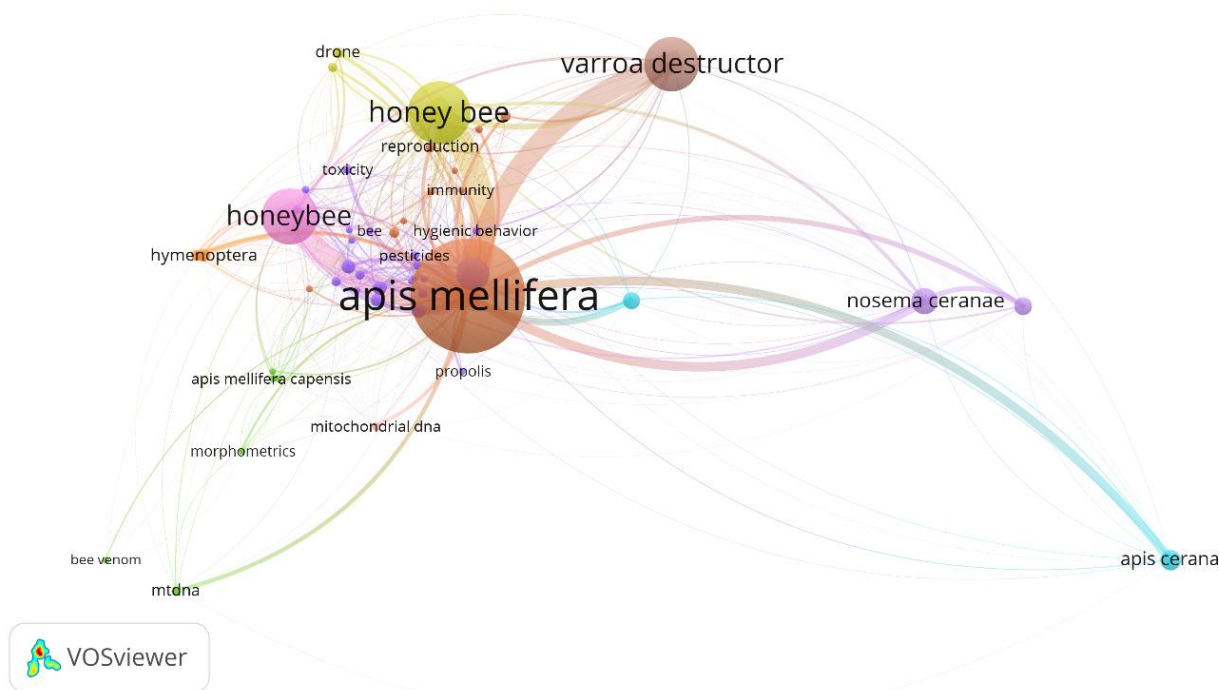 drone
varroa destructor
honey bee
reproduction
toxicity
immunity
honeybee
bee
hygienic behavior
hymenoptera
pesticides
apis mellifera
nosema ceranae
propolis
apis mellifera capensis
mitochondrial dna
morphometrics
bee venom
apis cerana
mtdna
VOSviewer